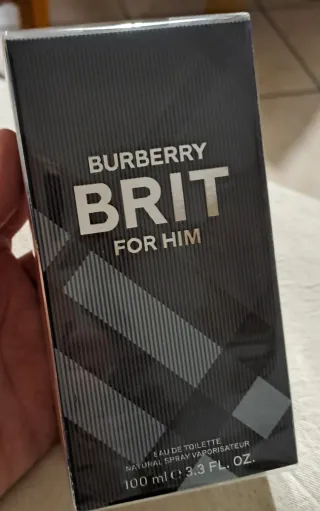 BURBERRY
BRIT
FOR HIM
EAU DE TOILETTE
NATURAL SPRAY VAPORISATEUR
100 ml ℮ 3.3 FL. OZ.